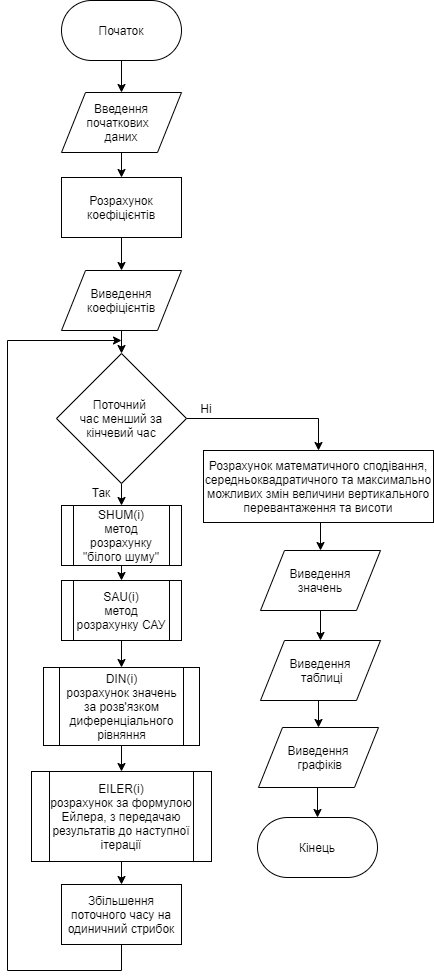 Початок
Введення
початкових
даних
Розрахунок
коефіцієнтів
Виведення
коефіцієнтів
Поточний
час менший за
кінчевий час
Ні
Так
SHUM(i)
метод
розрахунку
"білого шуму"
SAU(i)
метод
розрахунку САУ
DIN(i)
розрахунок значень
за розв'язком
диференціального
рівняння
EILER(i)
розрахунок за формулою
Ейлера, з передачаю
результатів до наступної
ітерації
Збільшення
поточного часу на
одиничний стрибок
Розрахунок математичного сподівання,
середньоквадратичного та максимально
можливих змін величини вертикального
перевантаження та висоти
Виведення
значень
Виведення
таблиці
Виведення
графіків
Кінець